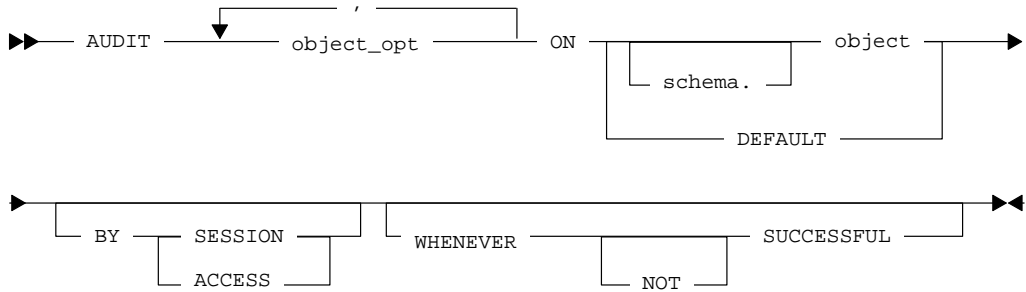 ,
AUDIT object_opt ON object
schema.
DEFAULT
BY SESSION WHENEVER SUCCESSFUL
ACCESS NOT